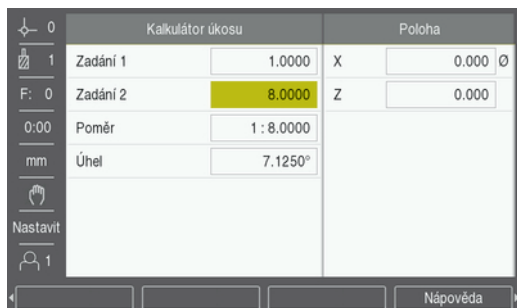 0 Kalkulátor úkosu Poloha
1 Zadání 1 1.0000 X 0.000 Ø
F: 0 Zadání 2 8.0000 Z 0.000
0:00 Poměr 1 : 8.0000
mm Úhel 7.1250°
Nastavit
1
Nápověda